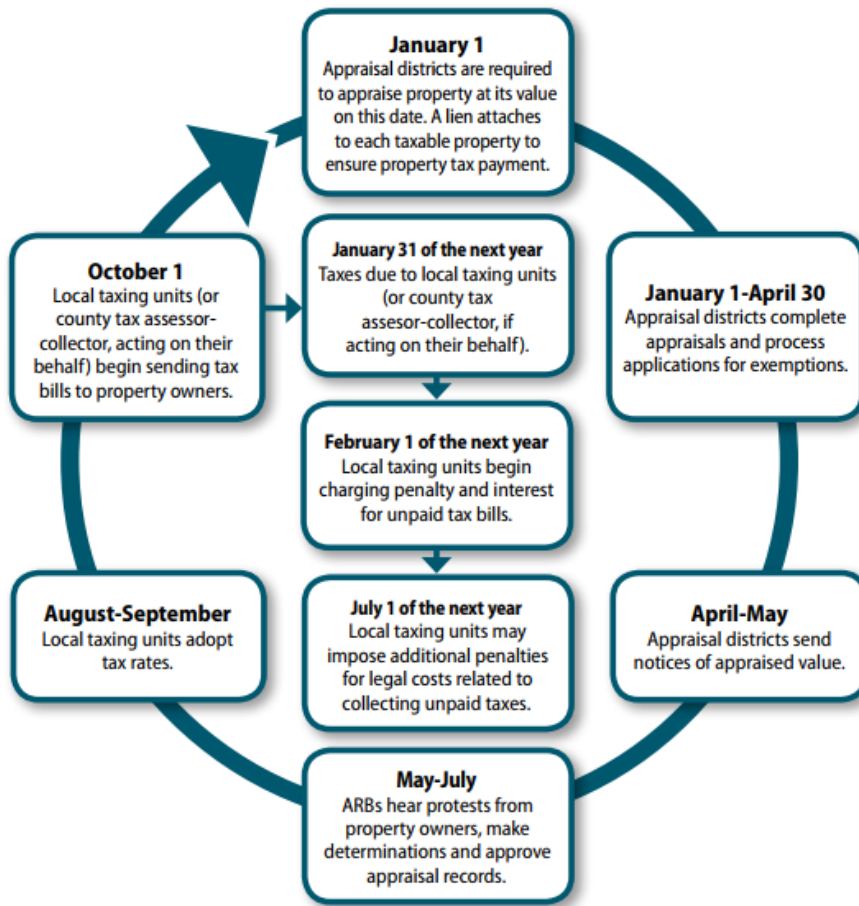 January 1
Appraisal districts are required
to appraise property at its value
on this date. A lien attaches
to each taxable property to
ensure property tax payment.
January 1-April 30
Appraisal districts complete
appraisals and process
applications for exemptions.
April-May
Appraisal districts send
notices of appraised value.
May-July
ARBs hear protests from
property owners, make
determinations and approve
appraisal records.
August-September
Local taxing units adopt
tax rates.
October 1
Local taxing units (or
county tax assessor-
collector, acting on their
behalf) begin sending tax
bills to property owners.
January 31 of the next year
Taxes due to local taxing units
(or county tax
assesor-collector, if
acting on their behalf).
February 1 of the next year
Local taxing units begin
charging penalty and interest
for unpaid tax bills.
July 1 of the next year
Local taxing units may
impose additional penalties
for legal costs related to
collecting unpaid taxes.